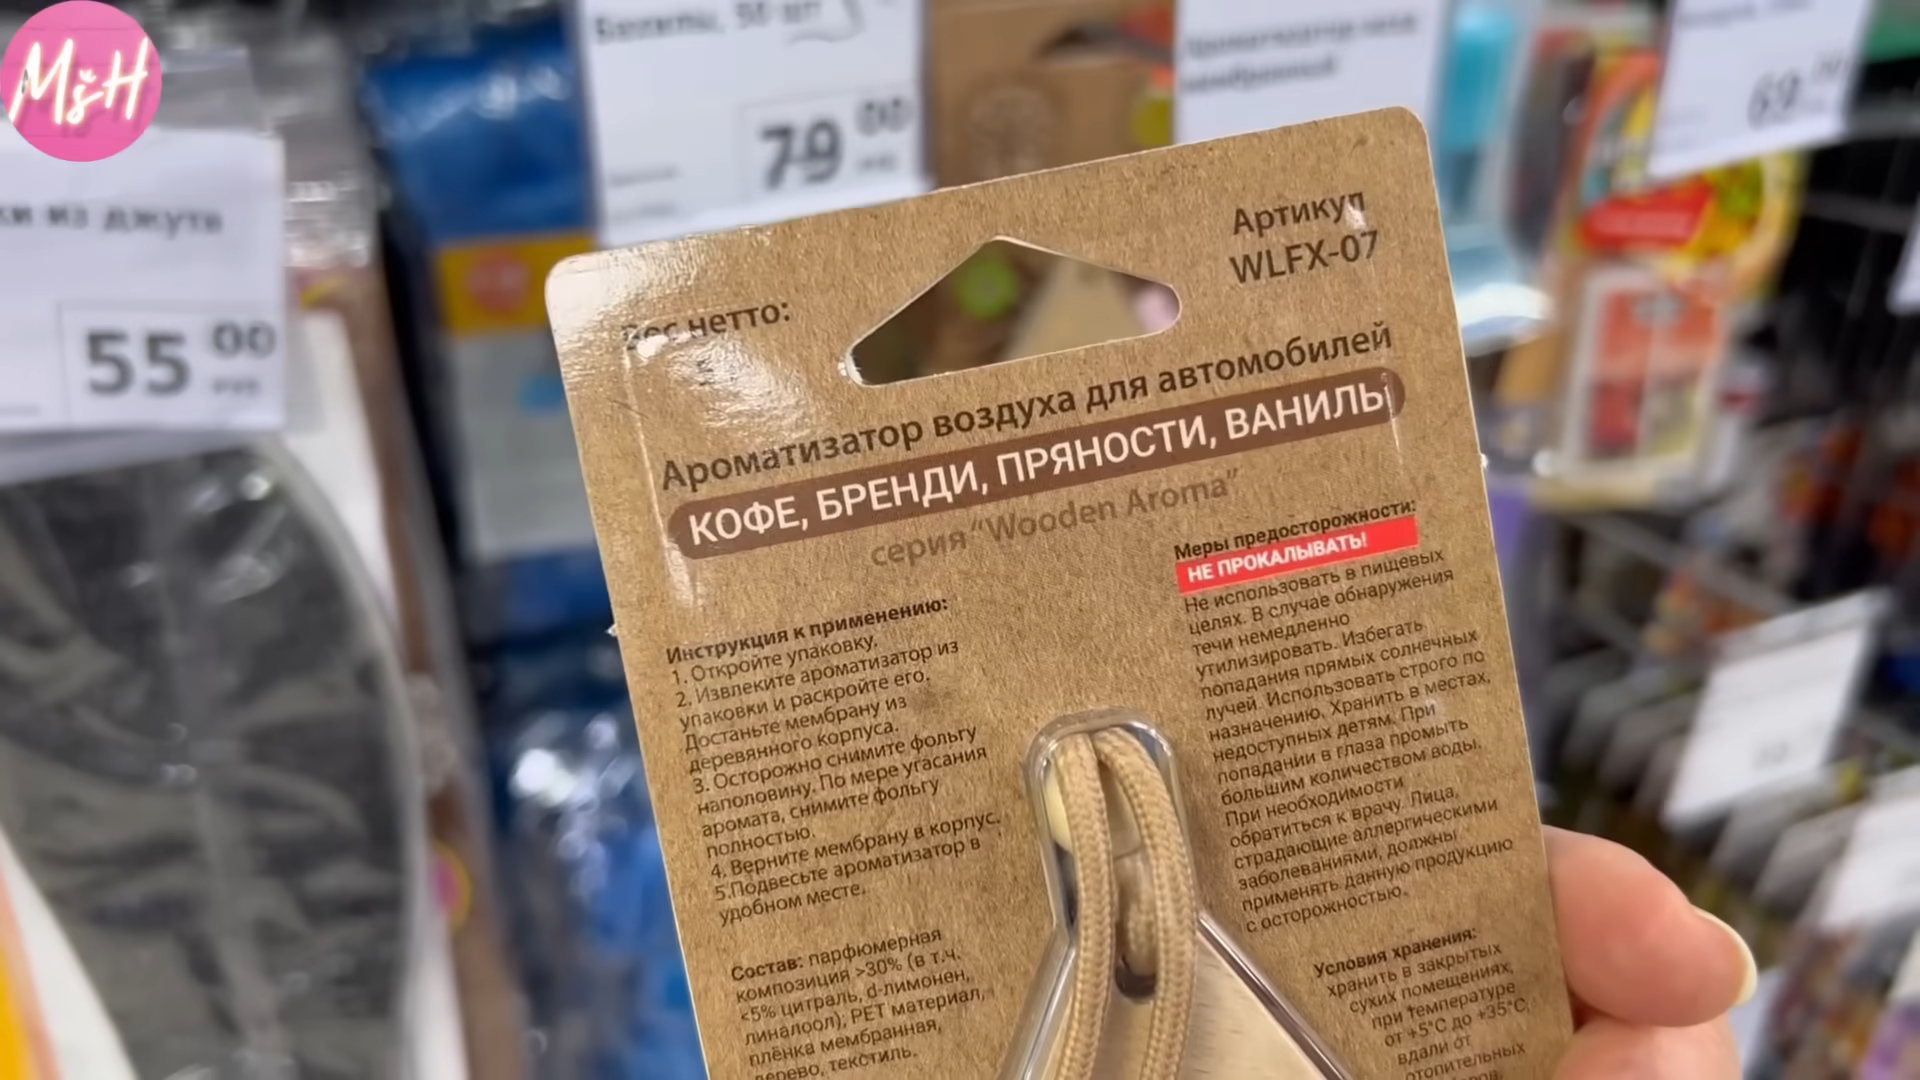 MsH
ки из джута
55 00
Бахилы, 50 шт
79 00
69
Артикул
WLFX-07
Вес нетто:
5
Ароматизатор воздуха для автомобилей
КОФЕ, БРЕНДИ, ПРЯНОСТИ, ВАНИЛЬ
серия “Wooden Aroma”
Инструкция к применению:
1. Откройте упаковку.
2. Извлеките ароматизатор из
упаковки и раскройте его.
Достаньте мембрану из
деревянного корпуса.
3. Осторожно снимите фольгу
наполовину. По мере угасания
аромата, снимите фольгу
полностью.
4. Верните мембрану в корпус.
5.Подвесьте ароматизатор в
удобном месте.
Состав: парфюмерная
композиция >30% (в т.ч.
<5% цитраль, d-лимонен,
линалоол); PET материал,
плёнка мембранная,
дерево, текстиль.
Меры предосторожности:
НЕ ПРОКАЛЫВАТЬ!
Не использовать в пищевых
целях. В случае обнаружения
течи немедленно
утилизировать. Избегать
попадания прямых солнечных
лучей. Использовать строго по
назначению. Хранить в местах,
недоступных детям. При
попадании в глаза промыть
большим количеством воды.
При необходимости
обратиться к врачу. Лица,
страдающие аллергическими
заболеваниями, должны
применять данную продукцию
с осторожностью.
Условия хранения:
хранить в закрытых
сухих помещениях,
при температуре
от +5°С до +35°С,
вдали от
отопительных